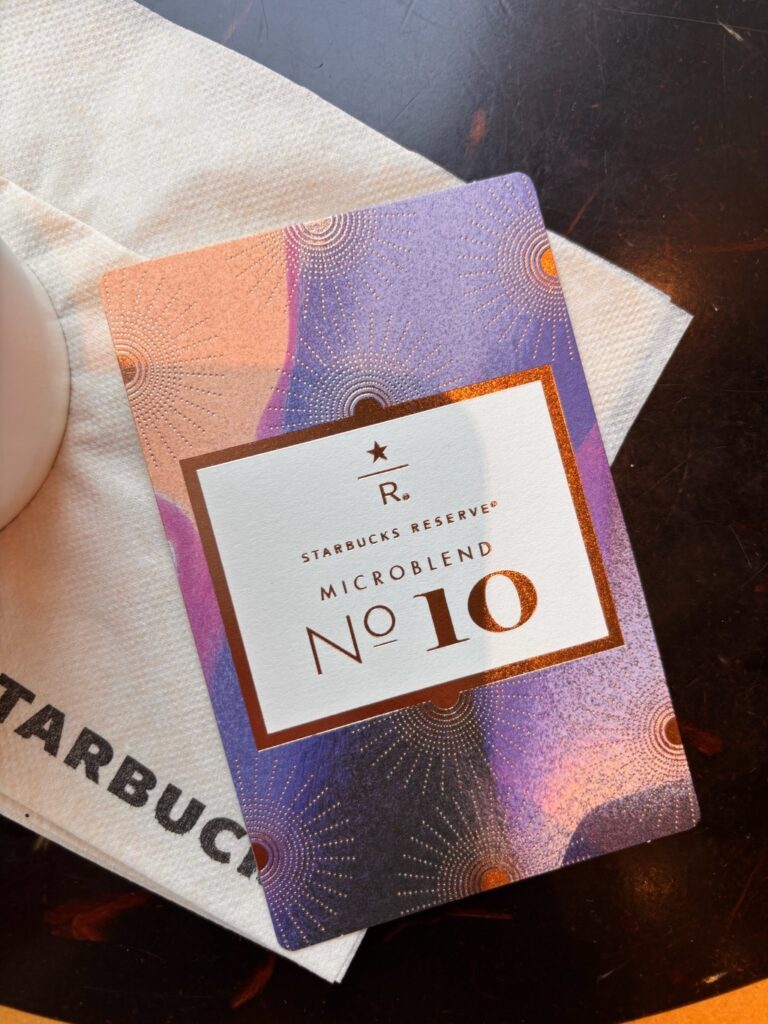 R®
STARBUCKS RESERVE®
MICROBLEND
Nº 10
TARBUC